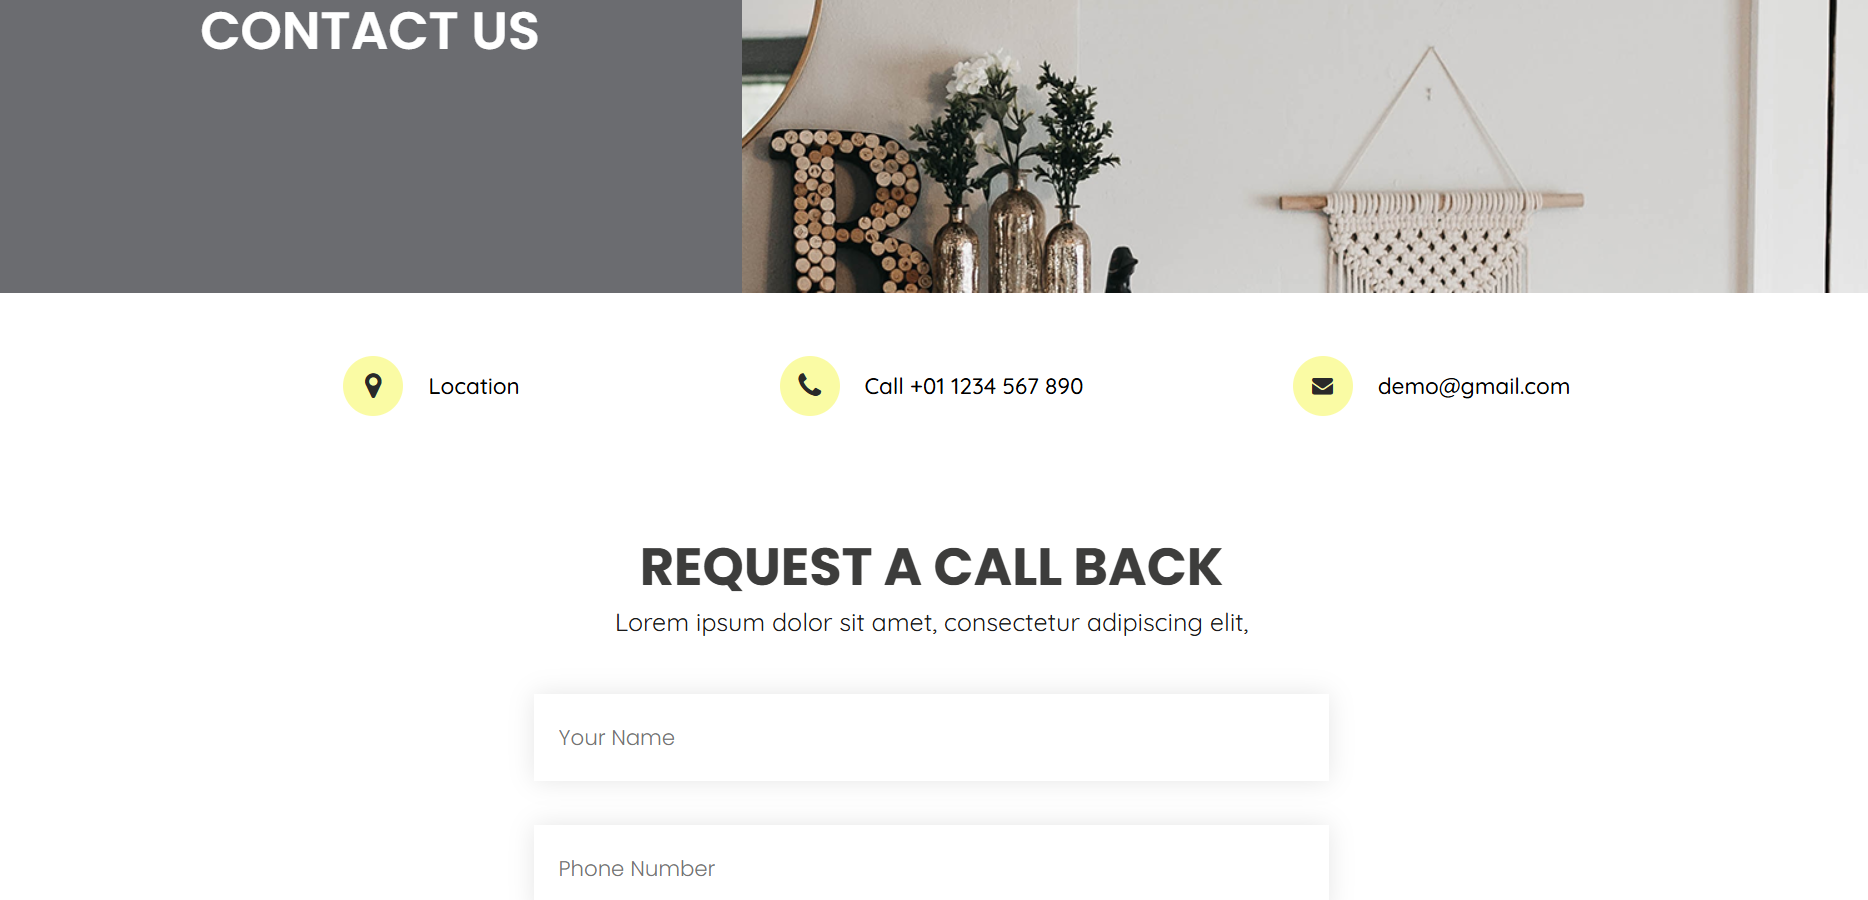 CONTACT US
Location
Call +01 1234 567 890
demo@gmail.com
REQUEST A CALL BACK
Lorem ipsum dolor sit amet, consectetur adipiscing elit,
Your Name
Phone Number